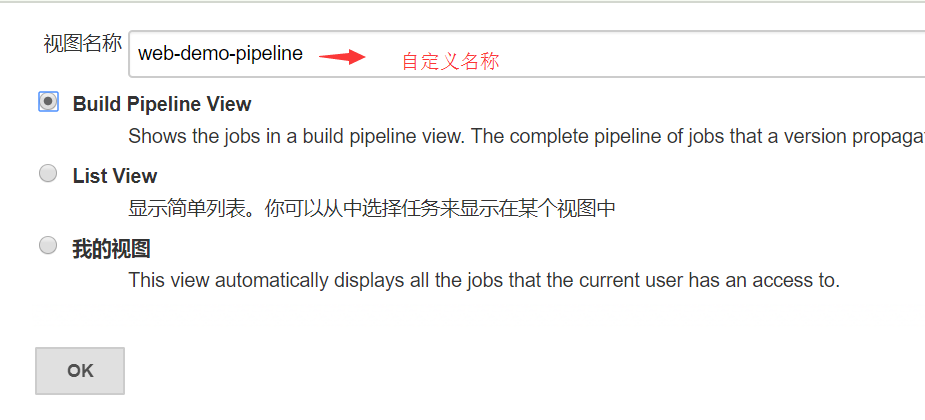 视图名称 web-demo-pipeline 自定义名称
Build Pipeline View
Shows the jobs in a build pipeline view. The complete pipeline of jobs that a version propaga
List View
显示简单列表。你可以从中选择任务来显示在某个视图中
我的视图
This view automatically displays all the jobs that the current user has an access to.
OK